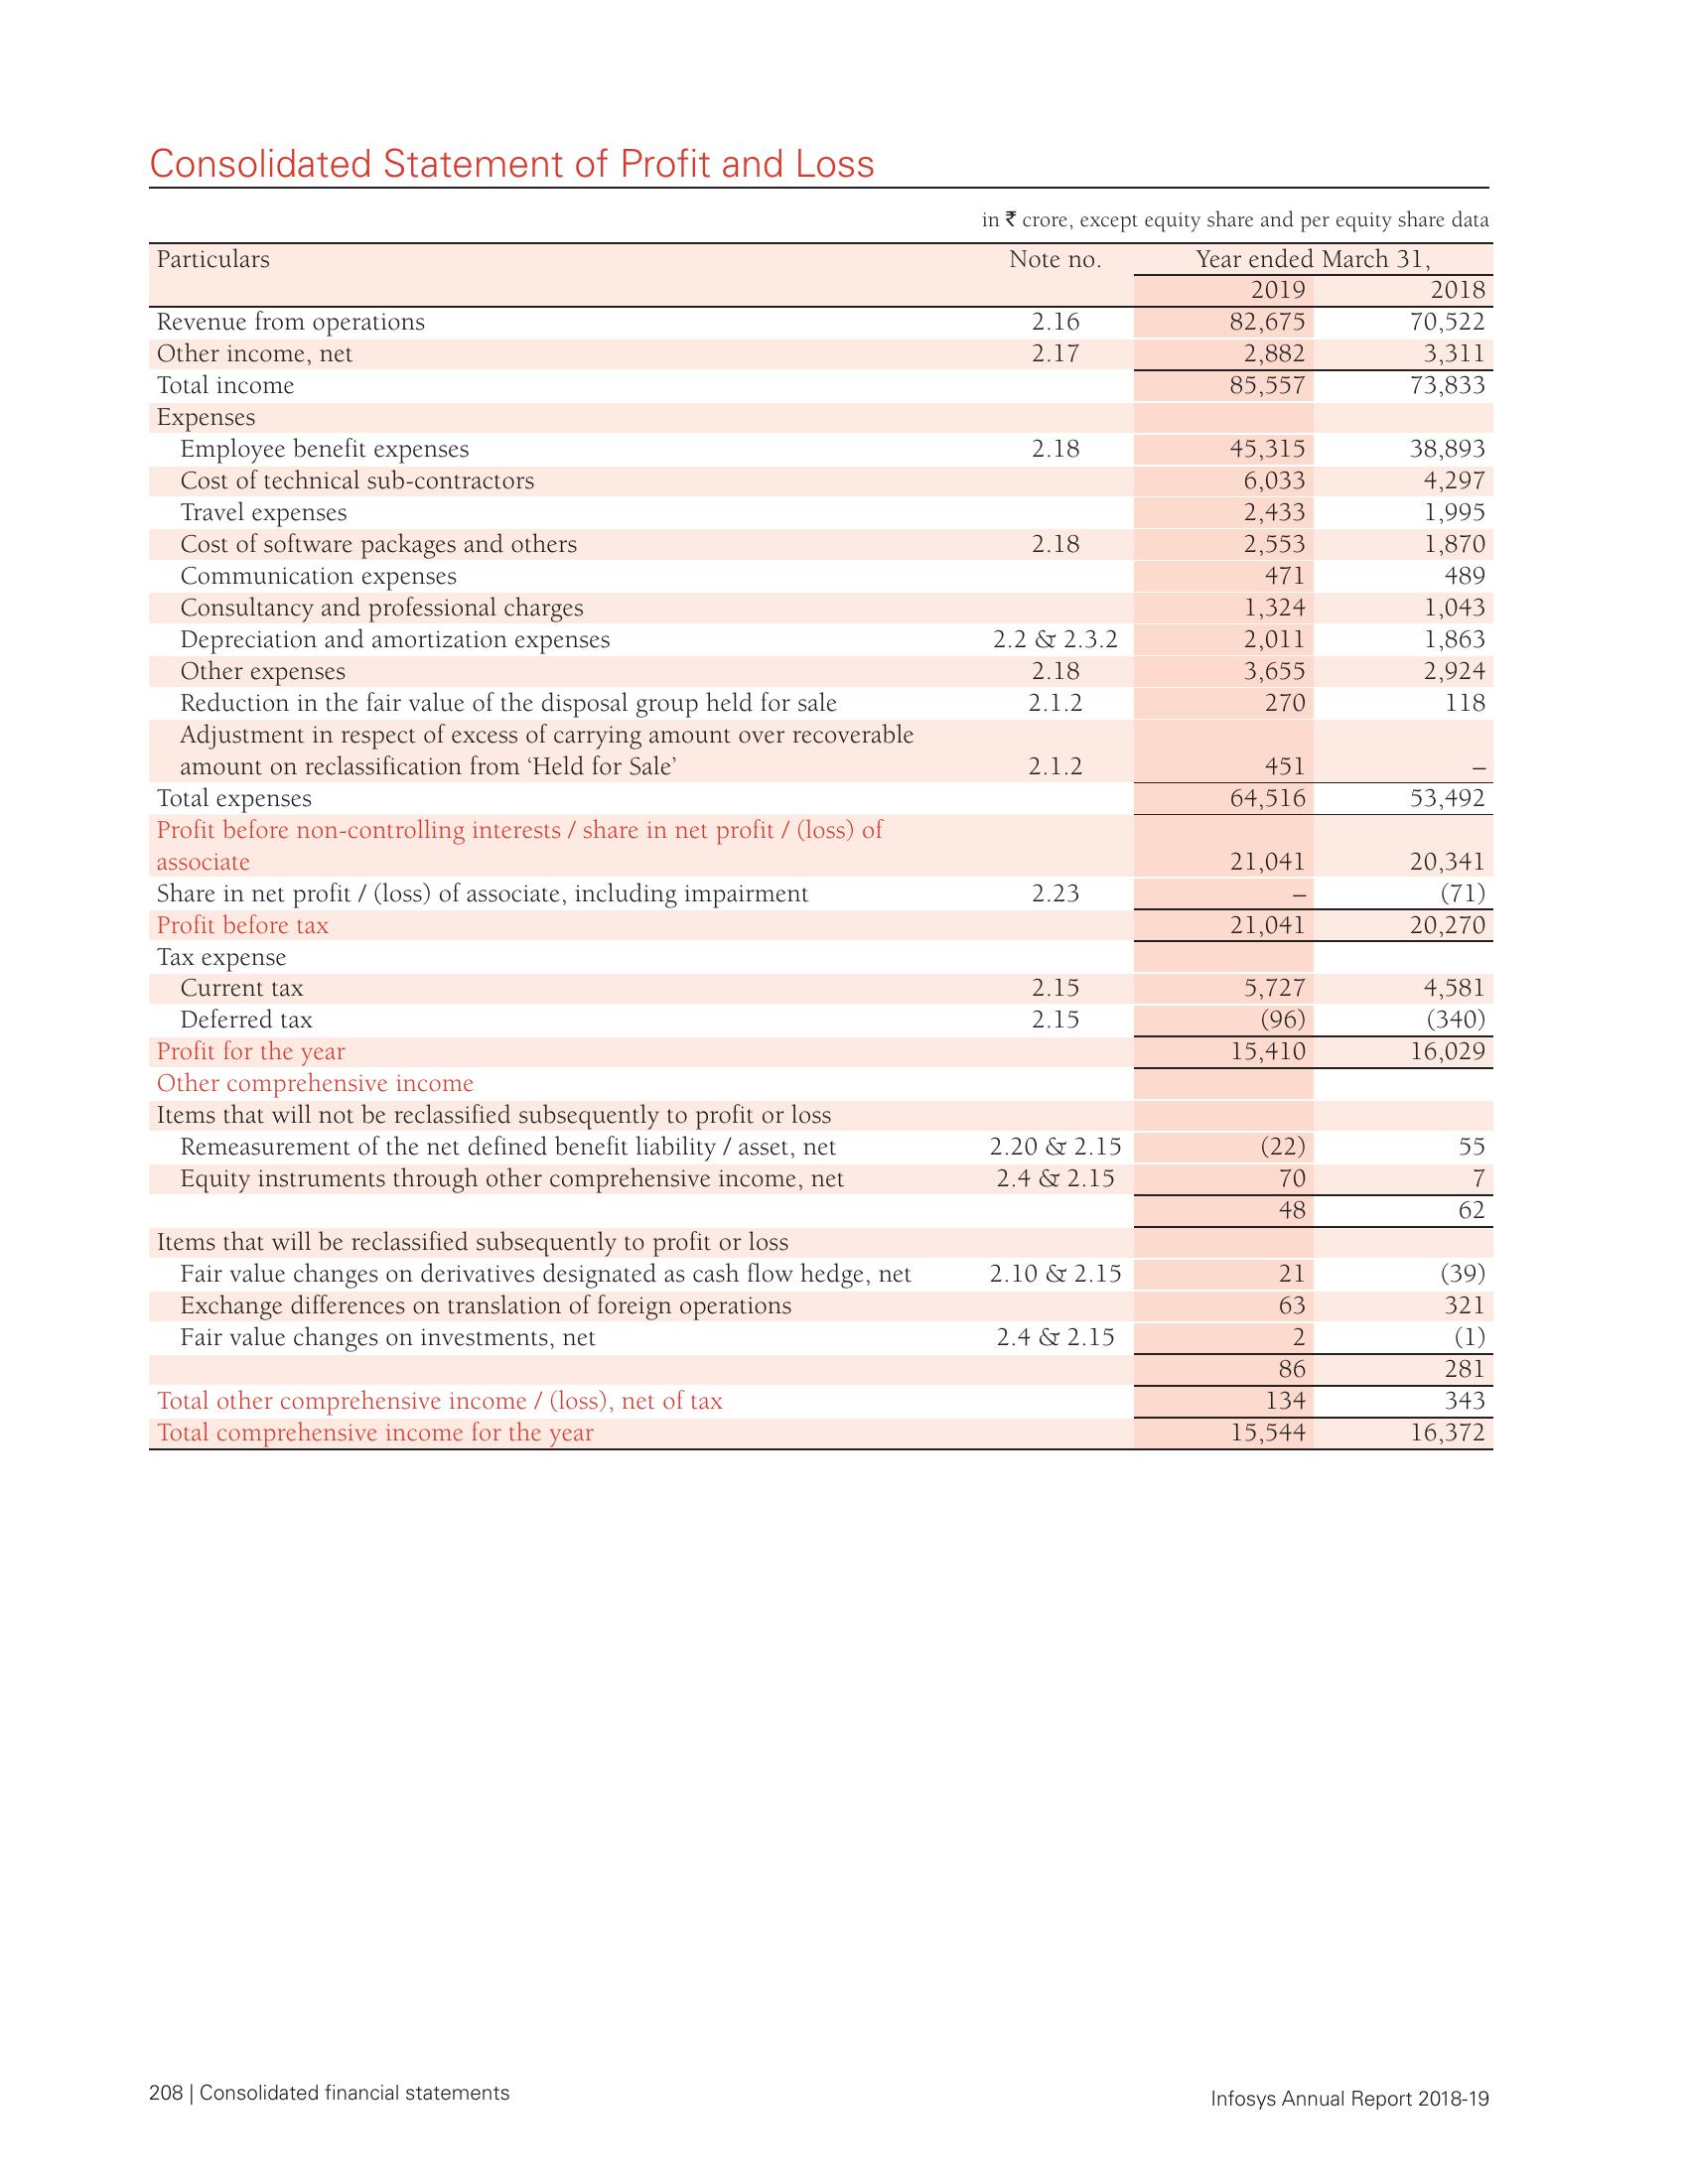 Consolidated Statement of Profit and Loss
in ₹ crore, except equity share and per equity share data
Particulars Note no. Year ended March 31,
2019 2018
Revenue from operations 2.16 82,675 70,522
Other income, net 2.17 2,882 3,311
Total income 85,557 73,833
Expenses
Employee benefit expenses 2.18 45,315 38,893
Cost of technical sub-contractors 6,033 4,297
Travel expenses 2,433 1,995
Cost of software packages and others 2.18 2,553 1,870
Communication expenses 471 489
Consultancy and professional charges 1,324 1,043
Depreciation and amortization expenses 2.2 & 2.3.2 2,011 1,863
Other expenses 2.18 3,655 2,924
Reduction in the fair value of the disposal group held for sale 2.1.2 270 118
Adjustment in respect of excess of carrying amount over recoverable
amount on reclassification from ‘Held for Sale’ 2.1.2 451 –
Total expenses 64,516 53,492
Profit before non-controlling interests / share in net profit / (loss) of
associate 21,041 20,341
Share in net profit / (loss) of associate, including impairment 2.23 – (71)
Profit before tax 21,041 20,270
Tax expense
Current tax 2.15 5,727 4,581
Deferred tax 2.15 (96) (340)
Profit for the year 15,410 16,029
Other comprehensive income
Items that will not be reclassified subsequently to profit or loss
Remeasurement of the net defined benefit liability / asset, net 2.20 & 2.15 (22) 55
Equity instruments through other comprehensive income, net 2.4 & 2.15 70 7
48 62
Items that will be reclassified subsequently to profit or loss
Fair value changes on derivatives designated as cash flow hedge, net 2.10 & 2.15 21 (39)
Exchange differences on translation of foreign operations 63 321
Fair value changes on investments, net 2.4 & 2.15 2 (1)
86 281
Total other comprehensive income / (loss), net of tax 134 343
Total comprehensive income for the year 15,544 16,372
208 | Consolidated financial statements
Infosys Annual Report 2018-19